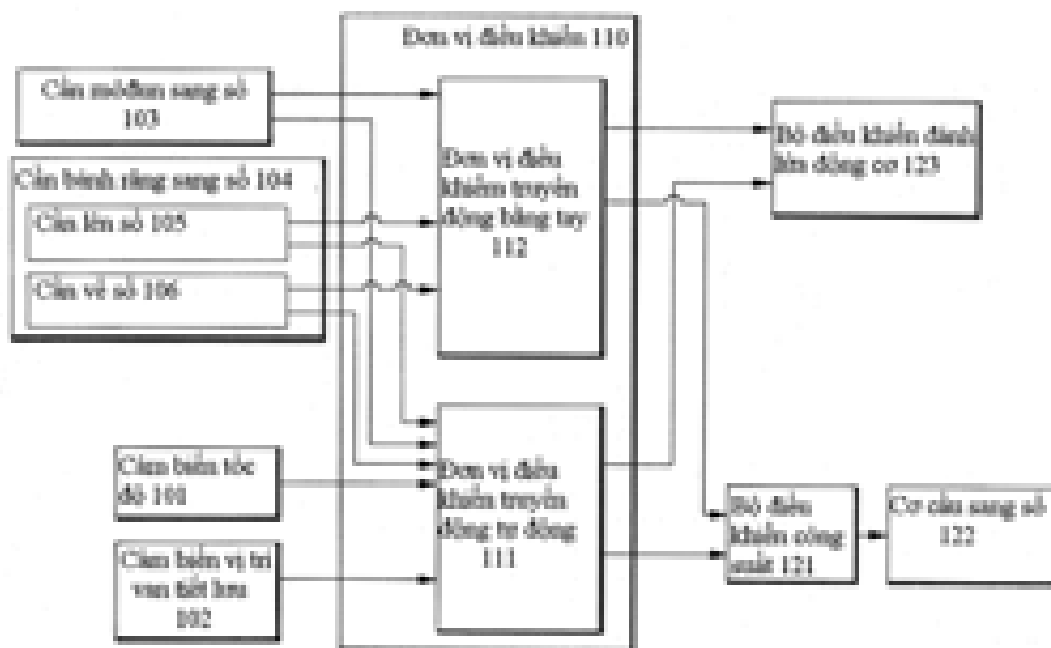 Đơn vị điều khiển 110
Cần môđun sang số
103
Cần bánh răng sang số 104
Cần lên số 105
Cần về số 106
Đơn vị điều
khiểm truyền
động bằng tay
112
Bộ điều khiển đánh
lửa động cơ 123
Cảm biến tốc
độ 101
Cảm biến vị trí
van tiết lưu
102
Đơn vị điều
khiển truyền
động tự động
111
Bộ điều
khiển công
suất 121
Cơ cấu sang số
122